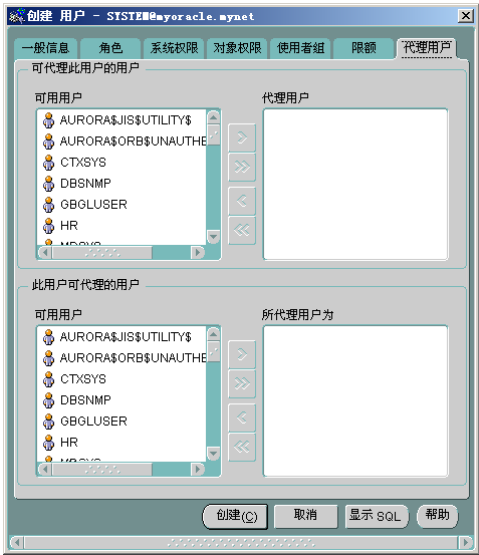 创建 用户 - SYSTEM@myoracle.mynet
一般信息 角色 系统权限 对象权限 使用者组 限额 代理用户
可代理此用户的用户
可用用户 代理用户
AURORA$JIS$UTILITY$
AURORA$ORB$UNAUTHE
CTXSYS
DBSNMP
GBGLUSER
HR
此用户可代理的用户
可用用户 所代理用户为
AURORA$JIS$UTILITY$
AURORA$ORB$UNAUTHE
CTXSYS
DBSNMP
GBGLUSER
HR
创建(C) 取消 显示 SQL 帮助